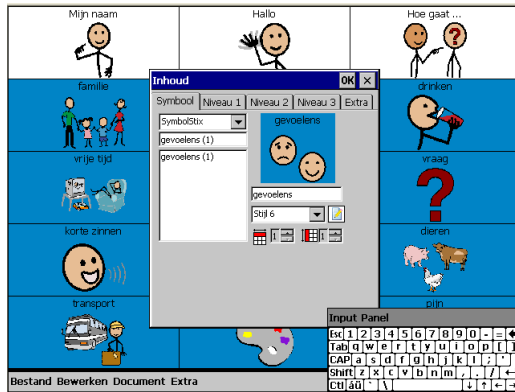 Mijn naam
Hallo
Hoe gaat ...
familie
drinken
vrije tijd
vraag
korte zinnen
dieren
transport
pijn
Inhoud
OK ×
Symbool Niveau 1 Niveau 2 Niveau 3 Extra
SymbolStix
gevoelens (1)
gevoelens (1)
gevoelens
gevoelens
Stijl 6
1 1
?
?
Input Panel
Esc 1 2 3 4 5 6 7 8 9 0 - =
Tab q w e r t y u i o p [ ]
CAP a s d f g h j k l ; '
Shift z x c v b n m , . /
Ctl áü ` \
Bestand Bewerken Document Extra